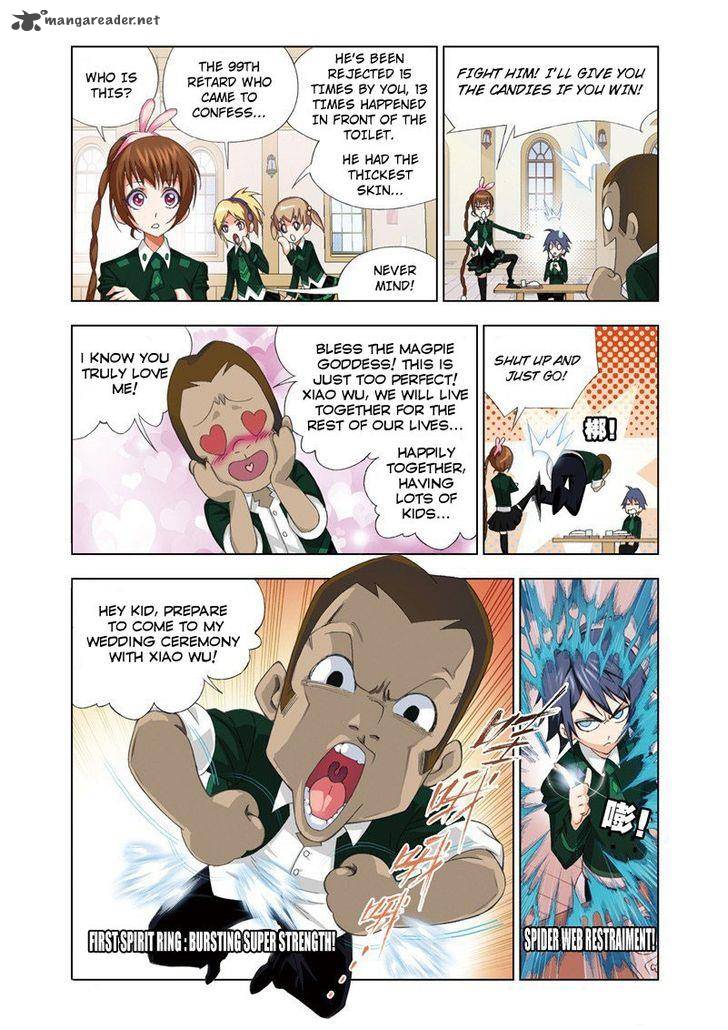 mangareader.net
WHO IS
THIS?
THE 99TH
RETARD WHO
CAME TO
CONFESS...
HE'S BEEN
REJECTED 15
TIMES BY YOU, 13
TIMES HAPPENED
IN FRONT OF THE
TOILET.
HE HAD THE
THICKEST
SKIN...
NEVER
MIND!
FIGHT HIM! I'LL GIVE YOU
THE CANDIES IF YOU WIN!
I KNOW YOU
TRULY LOVE
ME!
BLESS THE MAGPIE
GODDESS! THIS IS
JUST TOO PERFECT!
XIAO WU, WE WILL LIVE
TOGETHER FOR THE
REST OF OUR LIVES...
HAPPILY
TOGETHER,
HAVING
LOTS OF
KIDS...
SHUT UP AND
JUST GO!
梆!
HEY KID, PREPARE
TO COME TO MY
WEDDING CEREMONY
WITH XIAO WU!
FIRST SPIRIT RING : BURSTING SUPER STRENGTH!
嘭!
SPIDER WEB RESTRAIMENT!